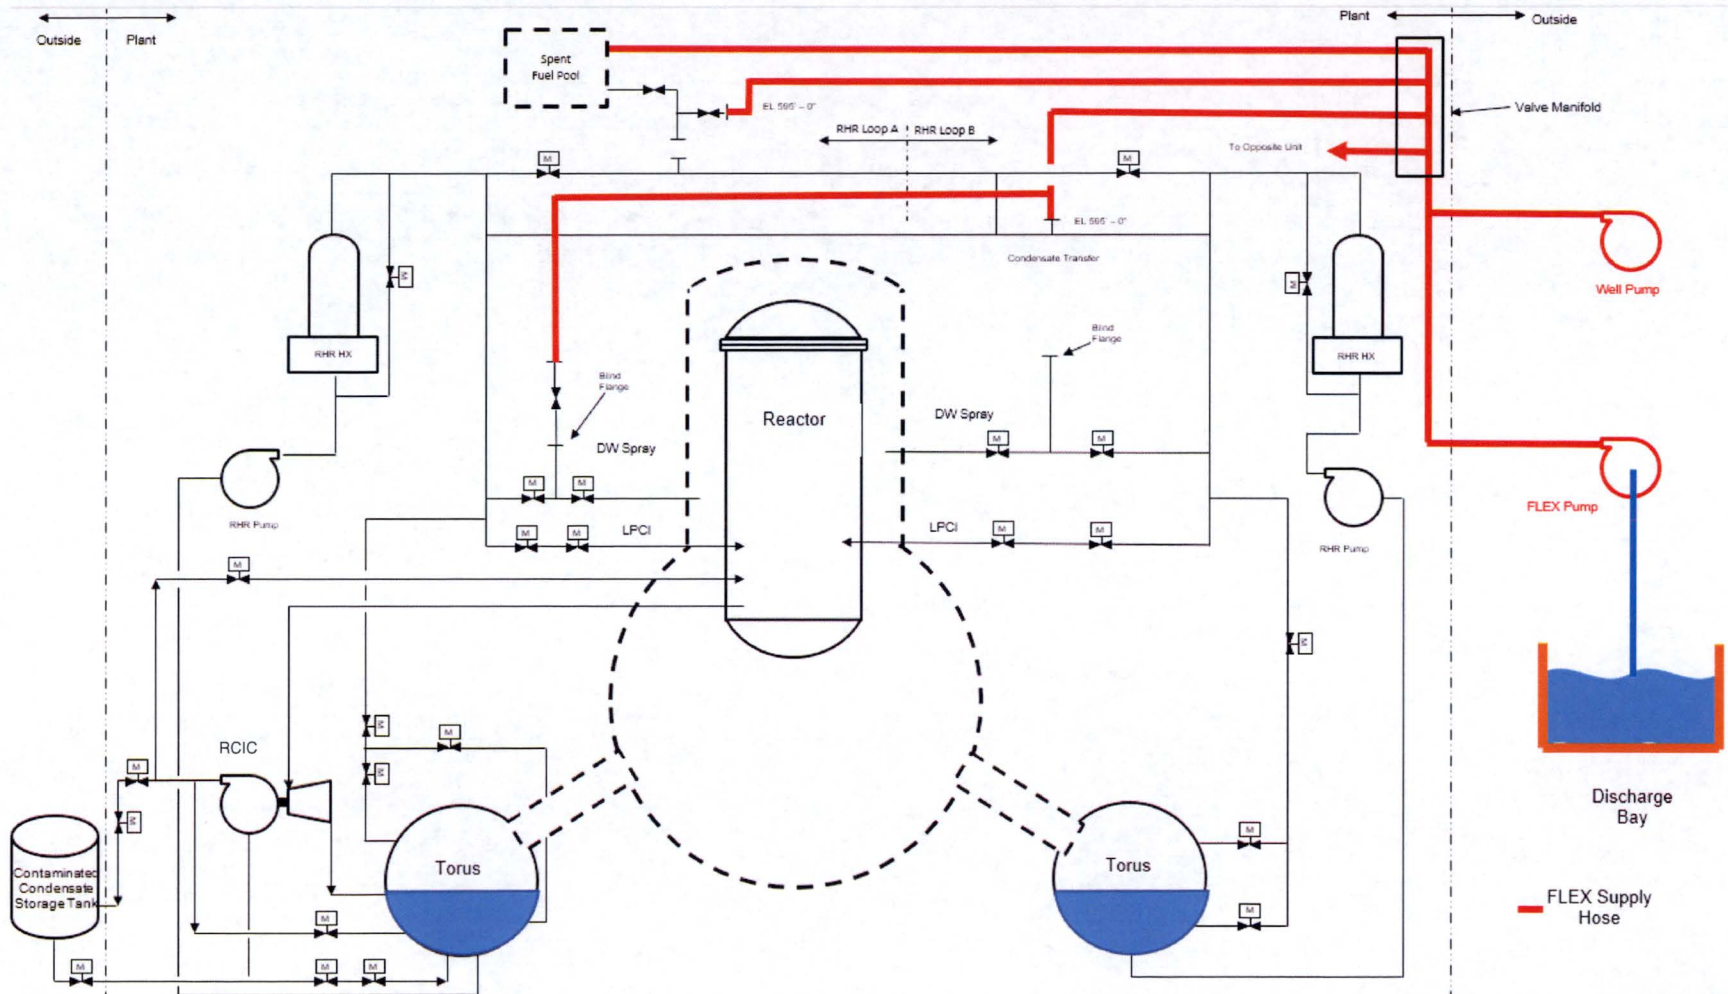 Outside
Plant
Plant
Outside
Spent
Fuel Pool
EL 595' – 0"
Valve Manifold
RHR Loop A
RHR Loop B
To Opposite Unit
M
M
EL 595' – 0"
Condensate Transfer
M
M
Well Pump
RHR HX
RHR HX
Blind
Flange
Blind
Flange
Reactor
DW Spray
DW Spray
M
M
M
M
RHR Pump
FLEX Pump
LPCI
LPCI
M
M
M
M
RHR Pump
M
M
M
M
RCIC
M
M
M
Discharge
Bay
M
Torus
Torus
Contaminated
Condensate
Storage Tank
FLEX Supply
Hose
M
M
M
M
M